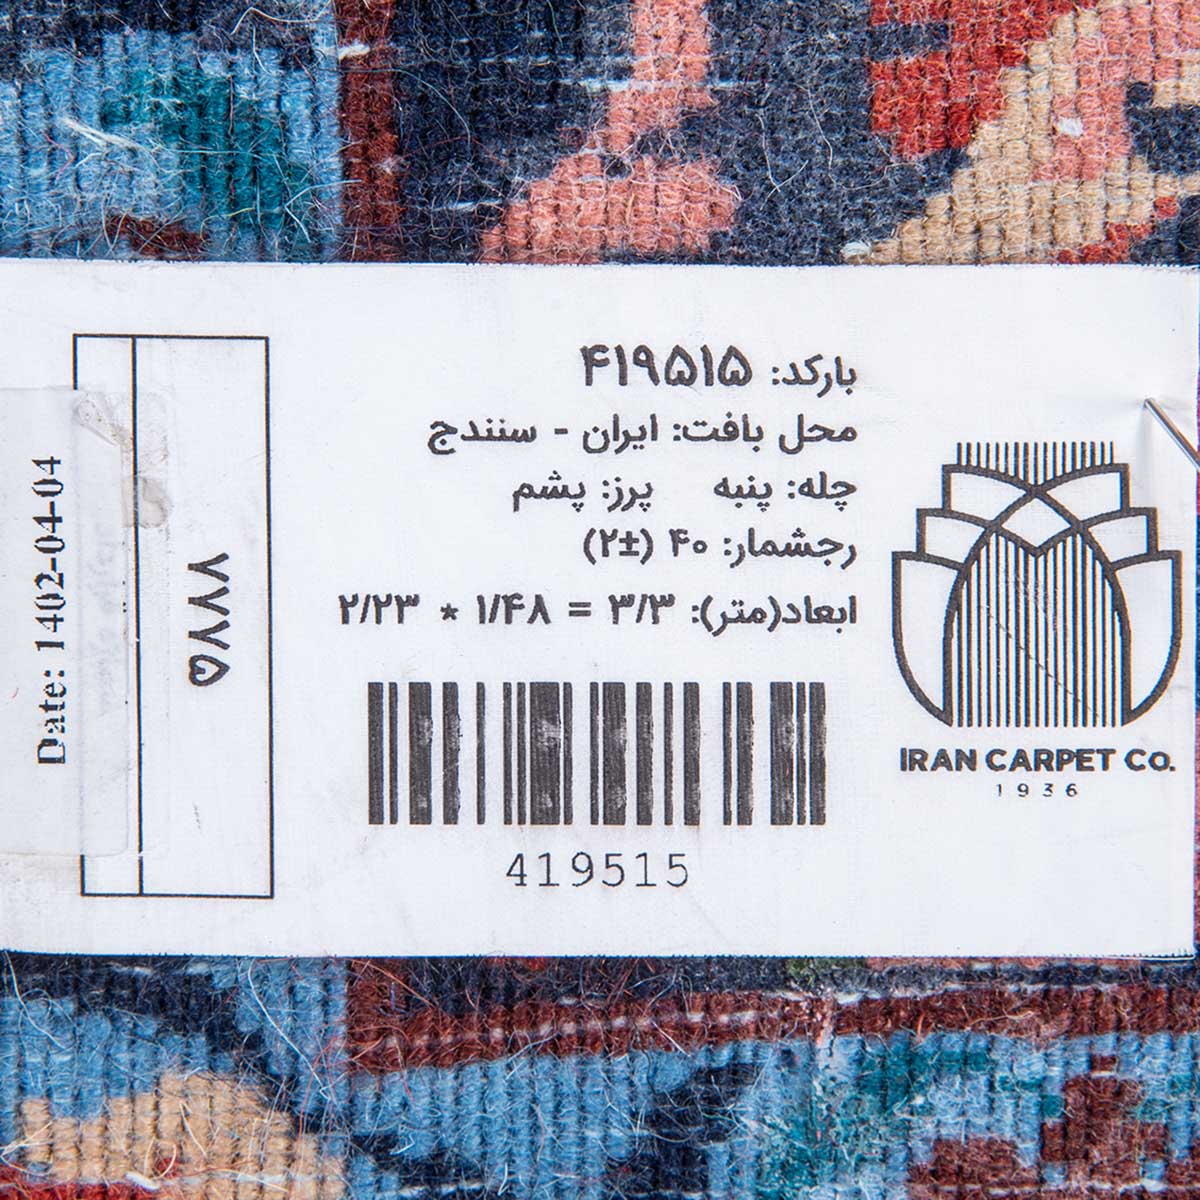 بارکد: ۴۱۹۵۱۵
محل بافت: ایران - سنندج
چله: پنبه پرز: پشم
رجشمار: ۴۰ (±۲)
ابعاد(متر): ۳/۳ = ۱/۴۸ * ۲/۲۳
419515
IRAN CARPET CO.
1936
۷۷۷۵
Date: 1402-04-04